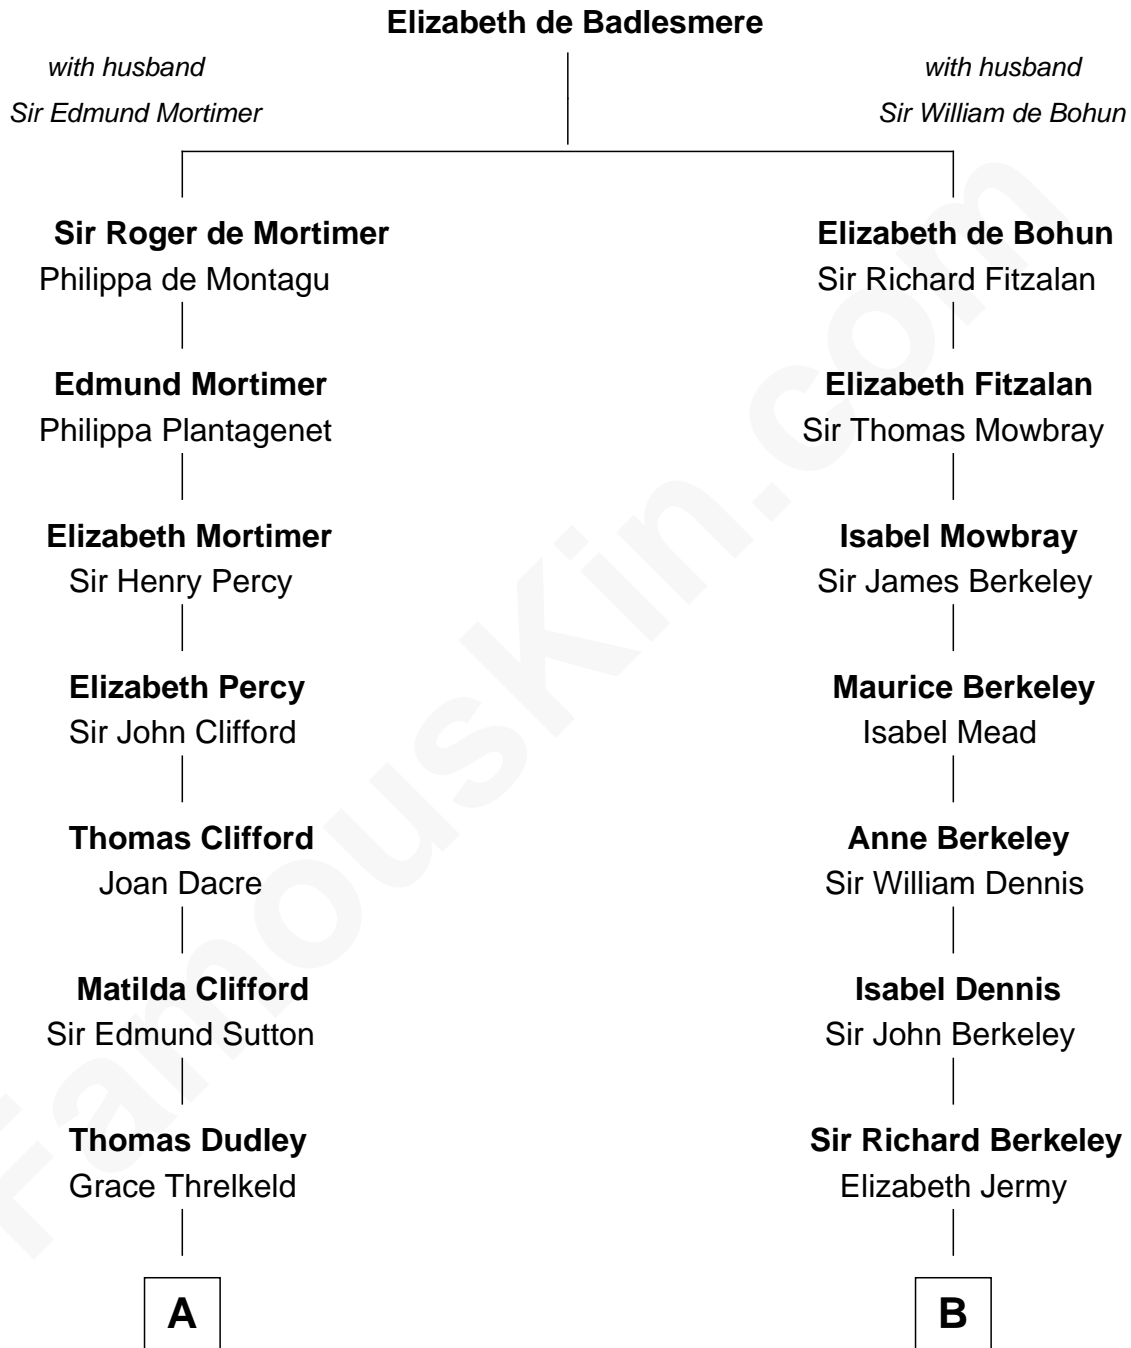 Elizabeth de Badlesmere
with husband
Sir Edmund Mortimer
with husband
Sir William de Bohun
Sir Roger de Mortimer
Philippa de Montagu
Elizabeth de Bohun
Sir Richard Fitzalan
Edmund Mortimer
Philippa Plantagenet
Elizabeth Fitzalan
Sir Thomas Mowbray
Elizabeth Mortimer
Sir Henry Percy
Isabel Mowbray
Sir James Berkeley
Elizabeth Percy
Sir John Clifford
Maurice Berkeley
Isabel Mead
Thomas Clifford
Joan Dacre
Anne Berkeley
Sir William Dennis
Matilda Clifford
Sir Edmund Sutton
Isabel Dennis
Sir John Berkeley
Thomas Dudley
Grace Threlkeld
Sir Richard Berkeley
Elizabeth Jermy
A
B
FamousKin.com